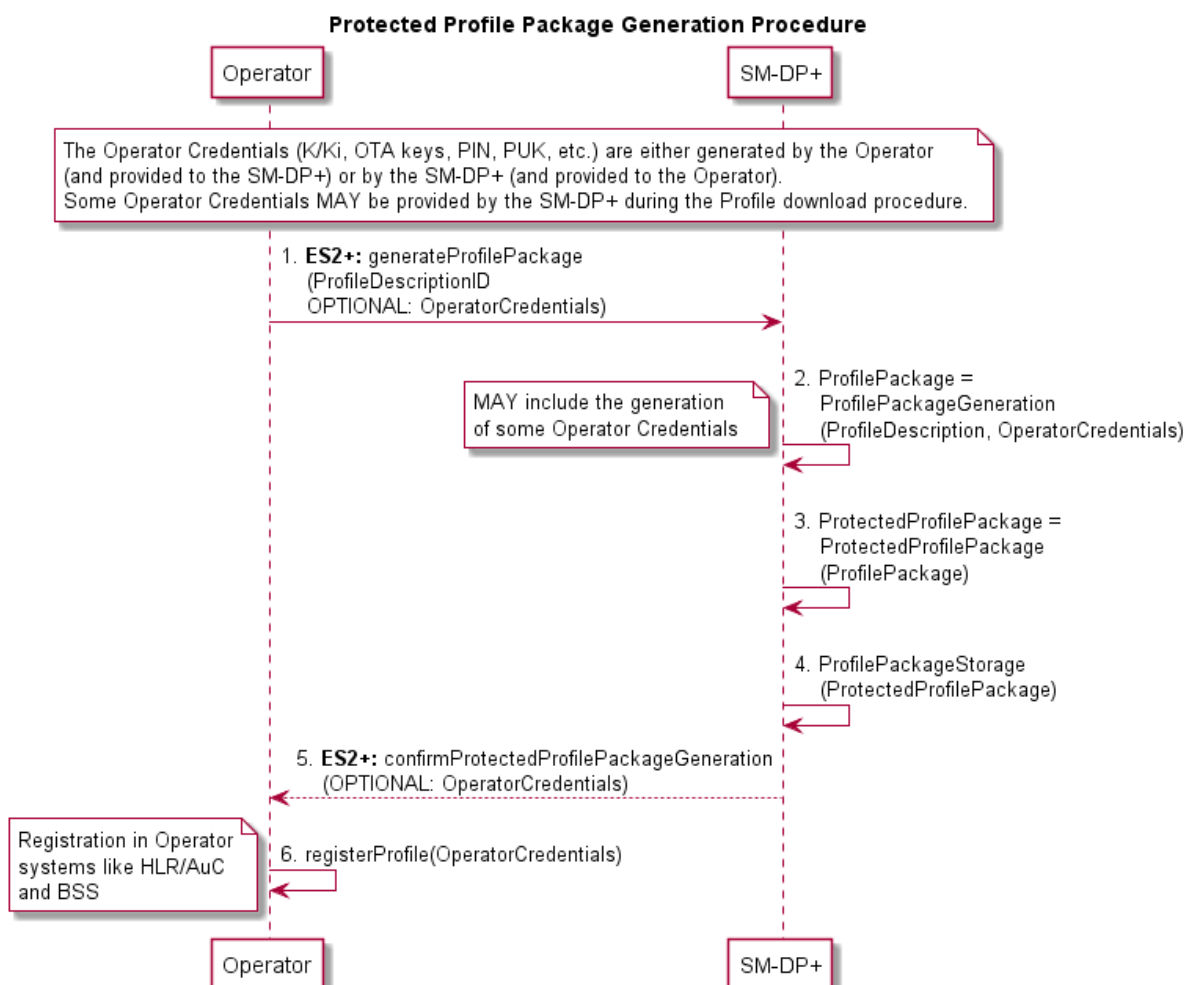 Protected Profile Package Generation Procedure
Operator
SM-DP+
The Operator Credentials (K/Ki, OTA keys, PIN, PUK, etc.) are either generated by the Operator
(and provided to the SM-DP+) or by the SM-DP+ (and provided to the Operator).
Some Operator Credentials MAY be provided by the SM-DP+ during the Profile download procedure.
1. ES2+: generateProfilePackage
(ProfileDescriptionID
OPTIONAL: OperatorCredentials)
MAY include the generation
of some Operator Credentials
2. ProfilePackage =
ProfilePackageGeneration
(ProfileDescription, OperatorCredentials)
3. ProtectedProfilePackage =
ProtectedProfilePackage
(ProfilePackage)
4. ProfilePackageStorage
(ProtectedProfilePackage)
5. ES2+: confirmProtectedProfilePackageGeneration
(OPTIONAL: OperatorCredentials)
Registration in Operator
systems like HLR/AuC
and BSS
6. registerProfile(OperatorCredentials)
Operator
SM-DP+